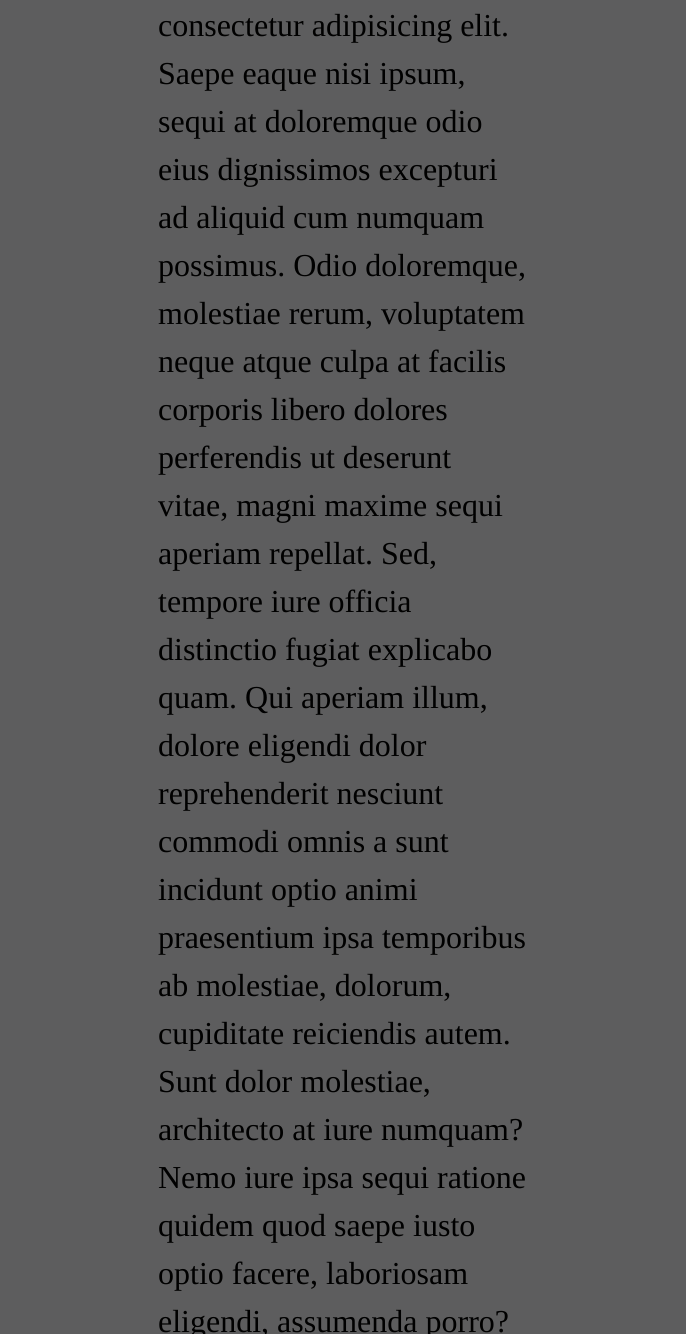 consectetur adipisicing elit.
Saepe eaque nisi ipsum,
sequi at doloremque odio
eius dignissimos excepturi
ad aliquid cum numquam
possimus. Odio doloremque,
molestiae rerum, voluptatem
neque atque culpa at facilis
corporis libero dolores
perferendis ut deserunt
vitae, magni maxime sequi
aperiam repellat. Sed,
tempore iure officia
distinctio fugiat explicabo
quam. Qui aperiam illum,
dolore eligendi dolor
reprehenderit nesciunt
commodi omnis a sunt
incidunt optio animi
praesentium ipsa temporibus
ab molestiae, dolorum,
cupiditate reiciendis autem.
Sunt dolor molestiae,
architecto at iure numquam?
Nemo iure ipsa sequi ratione
quidem quod saepe iusto
optio facere, laboriosam
eligendi, assumenda porro?